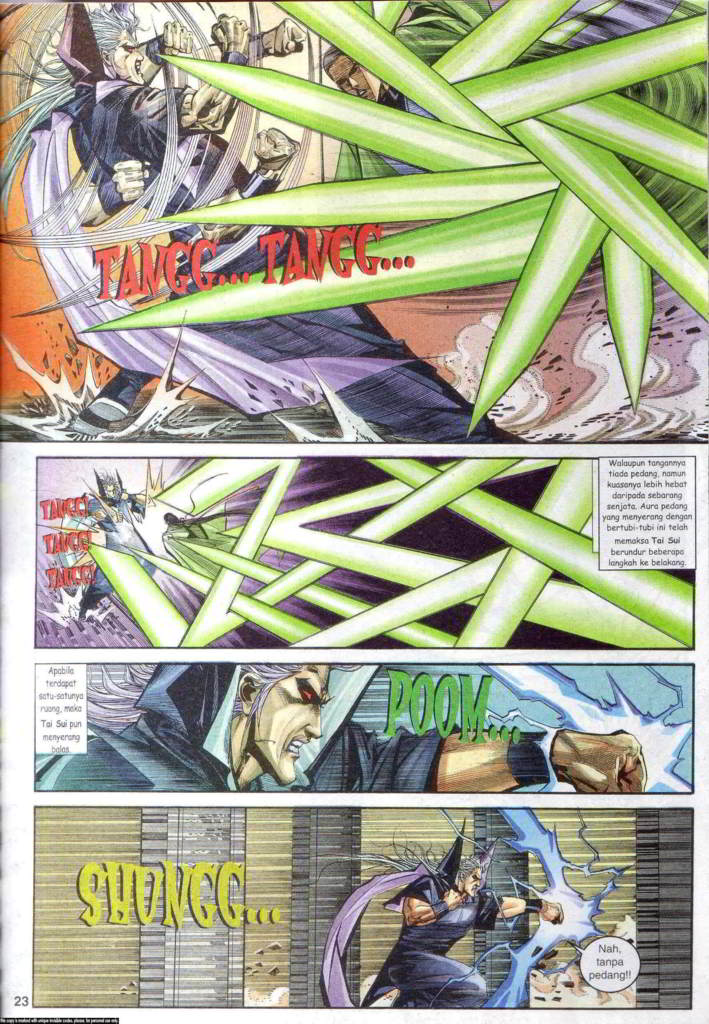 TANGG... TANGG...
Walaupun tangannya
tiada pedang, namun
kuasanya lebih hebat
daripada sebarang
senjata. Aura pedang
yang menyerang dengan
bertubi-tubi ini telah
memaksa Tai Sui
berundur beberapa
langkah ke belakang.
TANGG!
TANGG!
TANGG!
Apabila
terdapat
satu-satunya
ruang, maka
Tai Sui pun
menyerang
balas.
POOM...
SHUNGG...
Nah,
tanpa
pedang!!
23
this copy is marked with unique invisible codes, please, for personal use only.